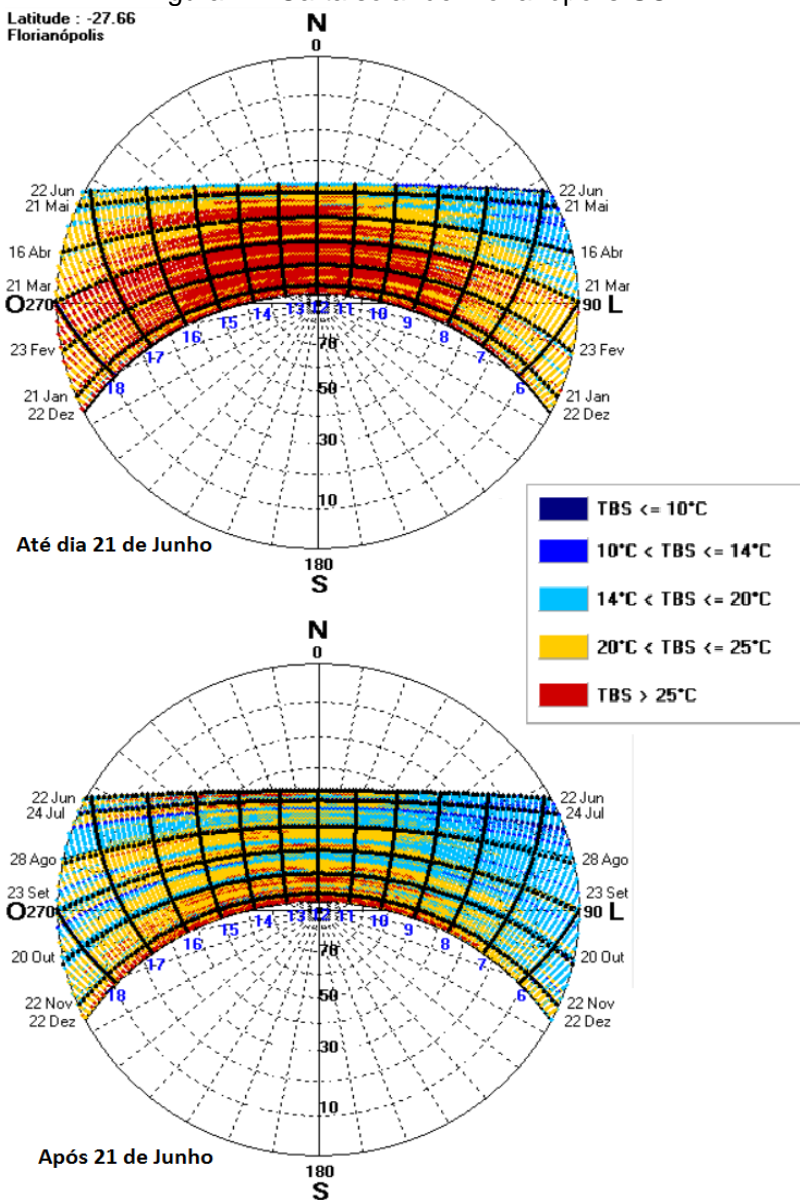 Latitude : -27.66
Florianópolis
N
0
22 Jun
21 Mai
16 Abr
21 Mar
O270
23 Fev
21 Jan
22 Dez
22 Jun
21 Mai
16 Abr
21 Mar
90 L
23 Fev
21 Jan
22 Dez
18
17
16
15
14
13
12
11
10
9
8
7
6
70
50
30
10
Até dia 21 de Junho
180
S
TBS <= 10°C
10°C < TBS <= 14°C
14°C < TBS <= 20°C
20°C < TBS <= 25°C
TBS > 25°C
N
0
22 Jun
24 Jul
28 Ago
23 Set
O270
20 Out
22 Nov
22 Dez
22 Jun
24 Jul
28 Ago
23 Set
90 L
20 Out
22 Nov
22 Dez
18
17
16
15
14
13
12
11
10
9
8
7
6
70
50
30
10
Após 21 de Junho
180
S